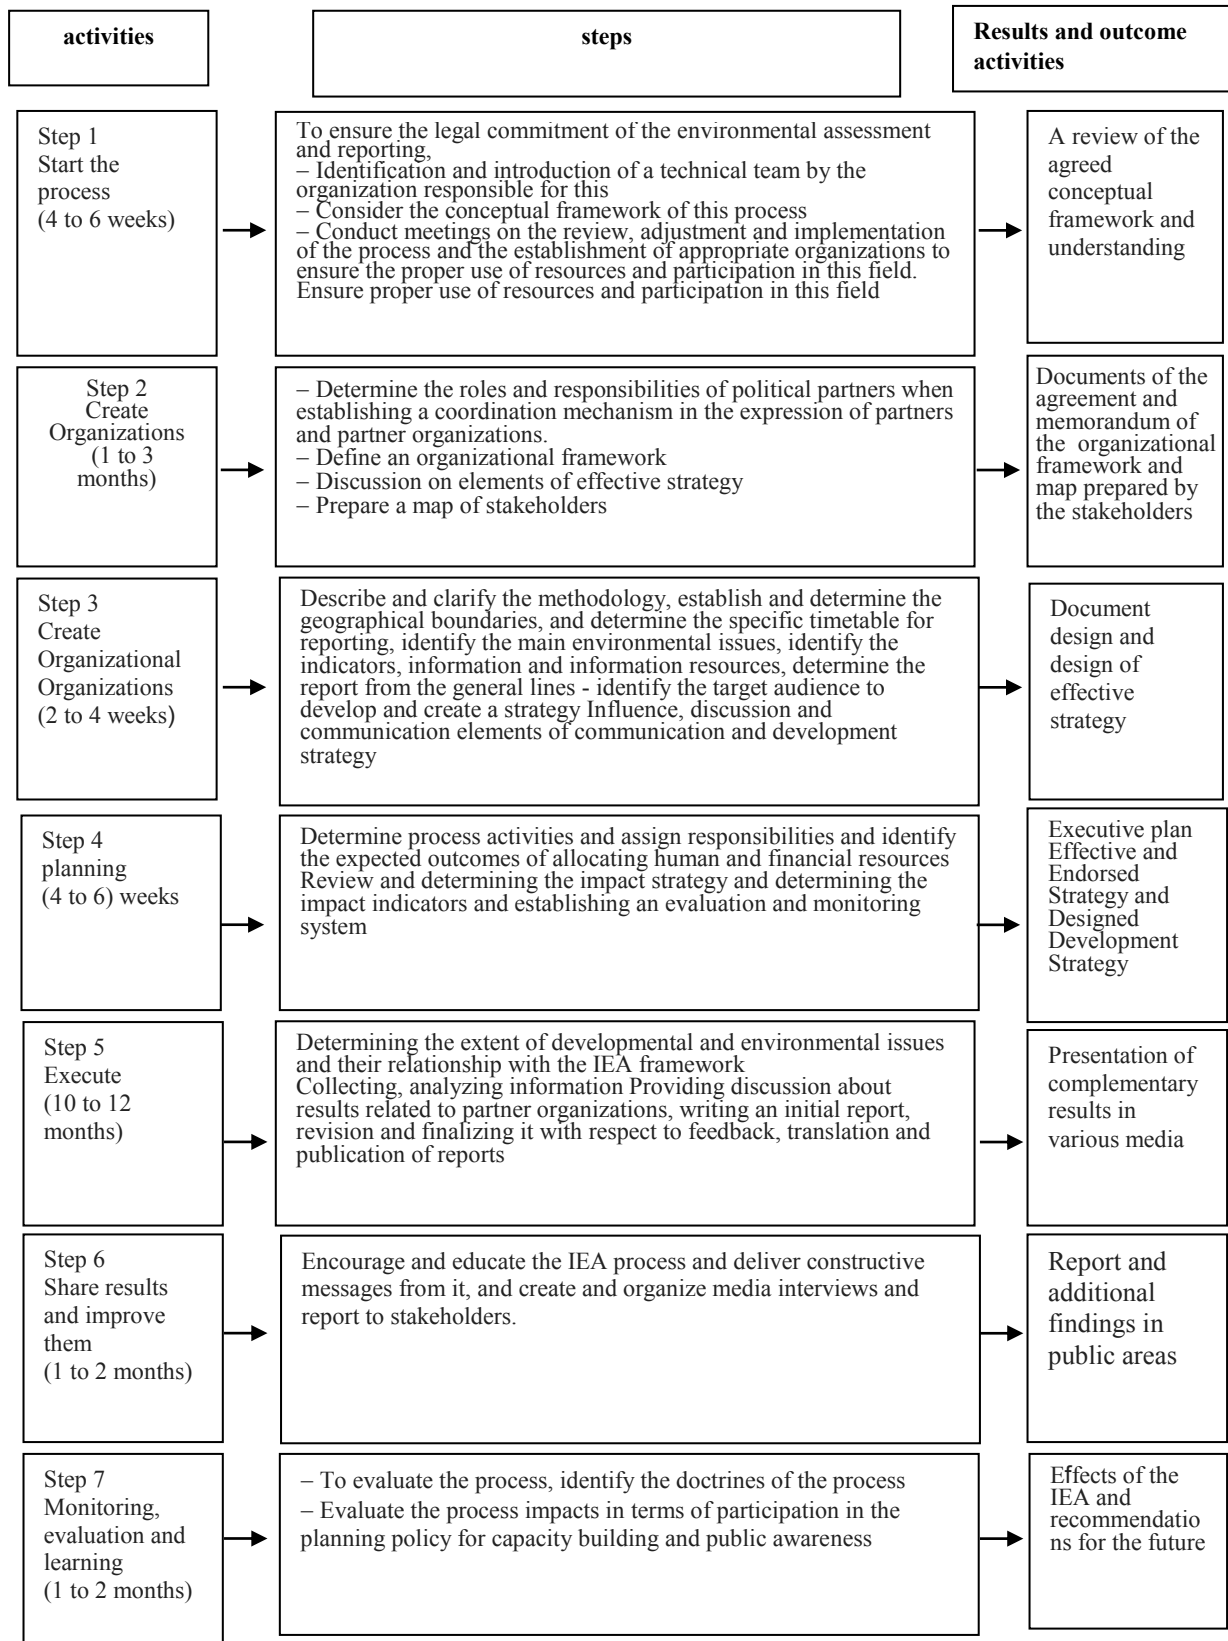 activities
steps
Results and outcome
activities
Step 1
Start the
process
(4 to 6 weeks)
To ensure the legal commitment of the environmental assessment
and reporting,
– Identification and introduction of a technical team by the
organization responsible for this
– Consider the conceptual framework of this process
– Conduct meetings on the review, adjustment and implementation
of the process and the establishment of appropriate organizations to
ensure the proper use of resources and participation in this field.
Ensure proper use of resources and participation in this field
A review of the
agreed
conceptual
framework and
understanding
Step 2
Create
Organizations
(1 to 3
months)
– Determine the roles and responsibilities of political partners when
establishing a coordination mechanism in the expression of partners
and partner organizations.
– Define an organizational framework
– Discussion on elements of effective strategy
– Prepare a map of stakeholders
Documents of the
agreement and
memorandum of
the organizational
framework and
map prepared by
the stakeholders
Step 3
Create
Organizational
Organizations
(2 to 4 weeks)
Describe and clarify the methodology, establish and determine the
geographical boundaries, and determine the specific timetable for
reporting, identify the main environmental issues, identify the
indicators, information and information resources, determine the
report from the general lines - identify the target audience to
develop and create a strategy Influence, discussion and
communication elements of communication and development
strategy
Document
design and
design of
effective
strategy
Step 4
planning
(4 to 6) weeks
Determine process activities and assign responsibilities and identify
the expected outcomes of allocating human and financial resources
Review and determining the impact strategy and determining the
impact indicators and establishing an evaluation and monitoring
system
Executive plan
Effective and
Endorsed
Strategy and
Designed
Development
Strategy
Step 5
Execute
(10 to 12
months)
Determining the extent of developmental and environmental issues
and their relationship with the IEA framework
Collecting, analyzing information Providing discussion about
results related to partner organizations, writing an initial report,
revision and finalizing it with respect to feedback, translation and
publication of reports
Presentation of
complementary
results in
various media
Step 6
Share results
and improve
them
(1 to 2 months)
Encourage and educate the IEA process and deliver constructive
messages from it, and create and organize media interviews and
report to stakeholders.
Report and
additional
findings in
public areas
Step 7
Monitoring,
evaluation and
learning
(1 to 2 months)
– To evaluate the process, identify the doctrines of the process
– Evaluate the process impacts in terms of participation in the
planning policy for capacity building and public awareness
Effects of the
IEA and
recommendatio
ns for the future